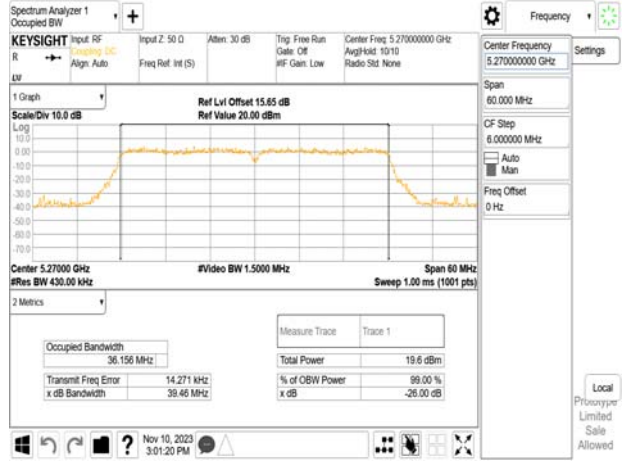 Spectrum Analyzer 1
Occupied BW
Frequency
KEYSIGHT
Input: RF
Coupling: DC
Align: Auto
Input Z: 50 Ω
Freq Ref: Int (S)
Atten: 30 dB
Trig: Free Run
Gate: Off
#IF Gain: Low
Center Freq: 5.270000000 GHz
Avg|Hold: 10/10
Radio Std: None
R
LXI
Center Frequency
5.270000000 GHz
Settings
Span
60.000 MHz
CF Step
6.000000 MHz
Auto
Man
Freq Offset
0 Hz
1 Graph
Scale/Div 10.0 dB
Ref Lvl Offset 15.65 dB
Ref Value 20.00 dBm
Log
10.0
0.00
-10.0
-20.0
-30.0
-40.0
-50.0
-60.0
-70.0
Center 5.27000 GHz
#Res BW 430.00 kHz
#Video BW 1.5000 MHz
Span 60 MHz
Sweep 1.00 ms (1001 pts)
2 Metrics
Measure Trace
Trace 1
Occupied Bandwidth
36.156 MHz
Total Power
19.6 dBm
Transmit Freq Error
14.271 kHz
% of OBW Power
99.00 %
x dB Bandwidth
39.46 MHz
x dB
-26.00 dB
Local
Prototype
Limited
Sale
Allowed
?
Nov 10, 2023
3:01:20 PM